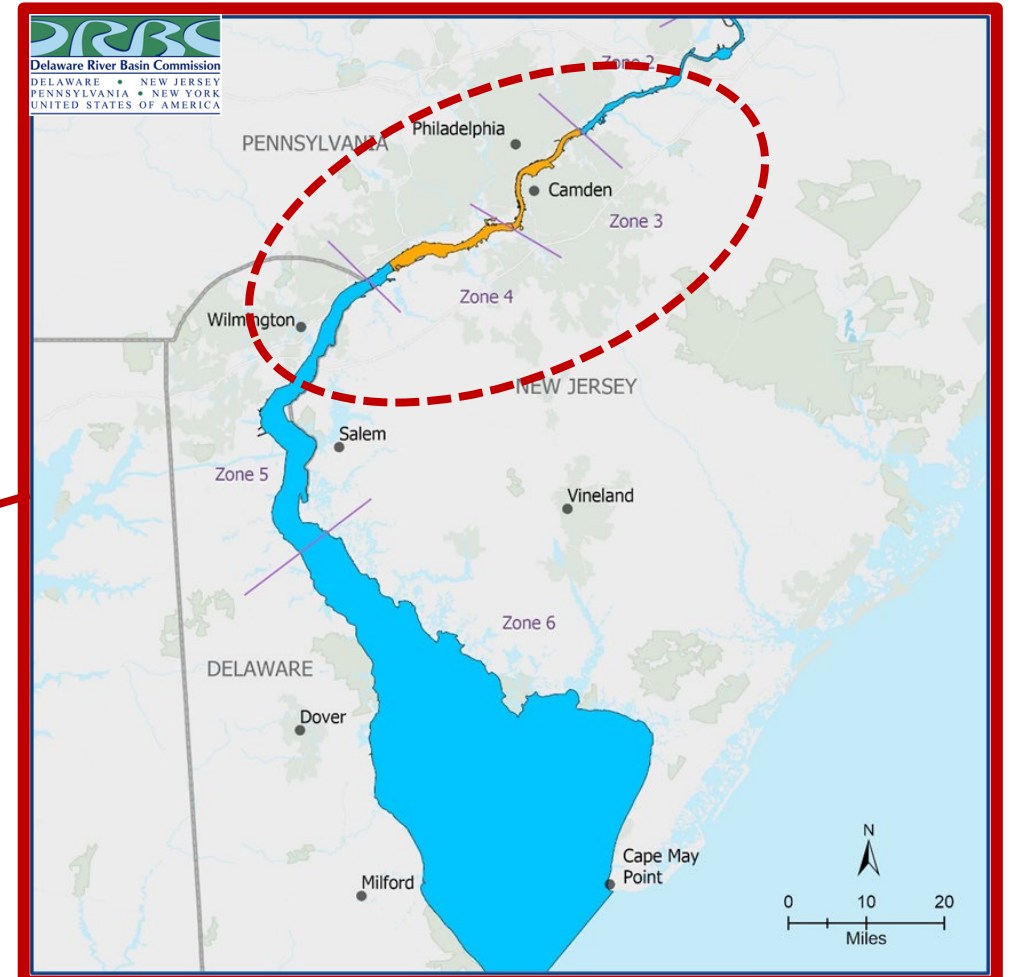 DRBC
Delaware River Basin Commission
DELAWARE • NEW JERSEY
PENNSYLVANIA • NEW YORK
UNITED STATES OF AMERICA
Zone 2
Philadelphia
PENNSYLVANIA
Camden
Zone 3
Zone 4
Wilmington
NEW JERSEY
Salem
Zone 5
Vineland
Zone 6
DELAWARE
Dover
N
Cape May
Point
Milford
0 10 20
Miles